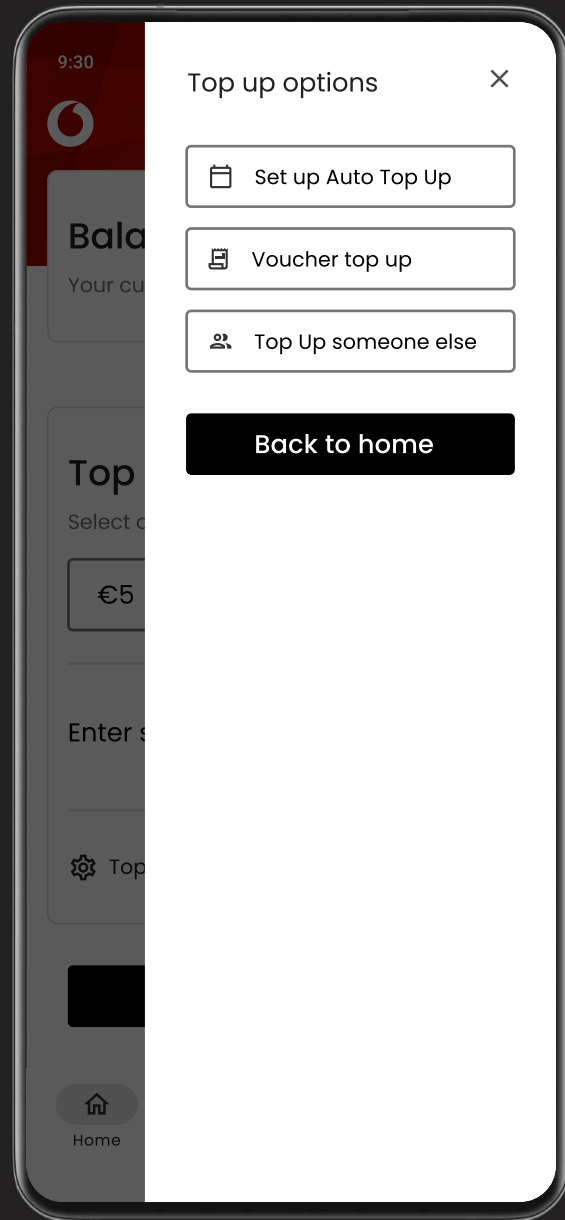 9:30
Top up options
Set up Auto Top Up
Voucher top up
Top Up someone else
Back to home
Bala
Your cu
Top
Select
€5
Enter
Top
Home